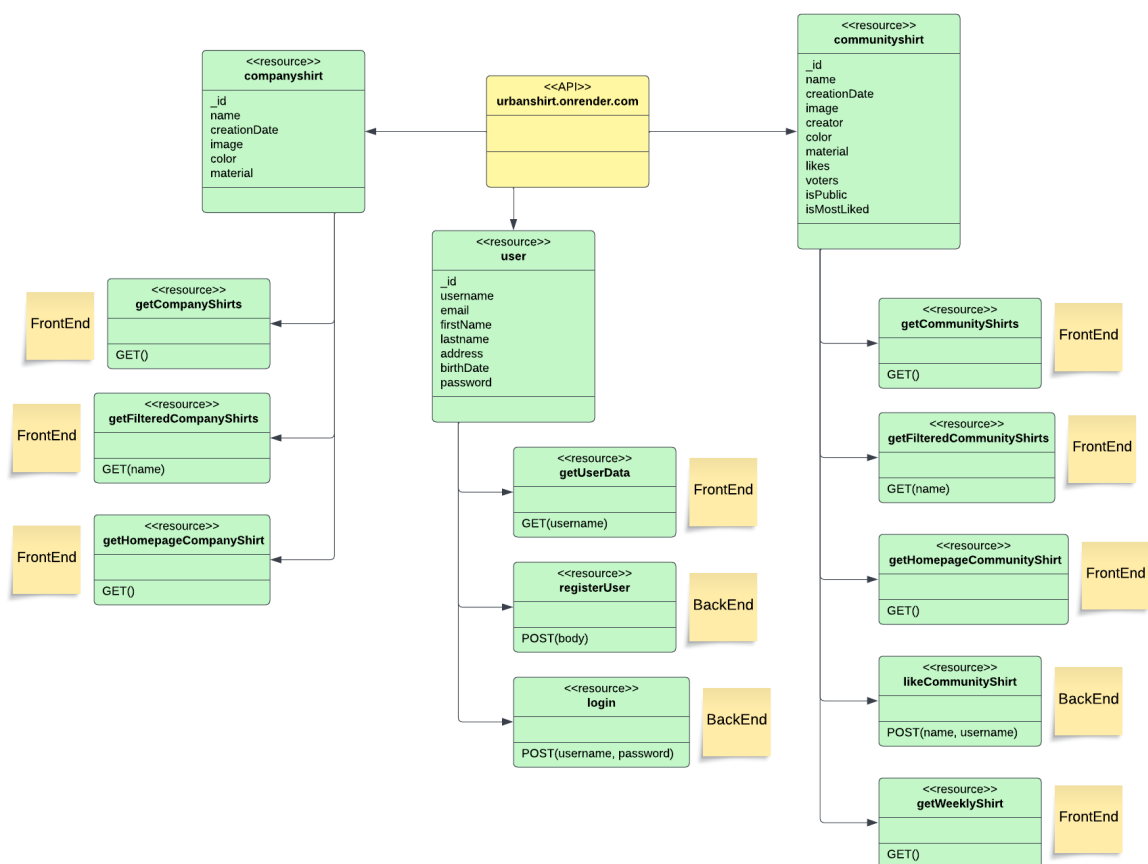 <<resource>>
companyshirt
_id
name
creationDate
image
color
material
<<API>>
urbanshirt.onrender.com
<<resource>>
communityshirt
_id
name
creationDate
image
creator
color
material
likes
voters
isPublic
isMostLiked
<<resource>>
user
_id
username
email
firstName
lastname
address
birthDate
password
FrontEnd
<<resource>>
getCompanyShirts
GET()
FrontEnd
<<resource>>
getFilteredCompanyShirts
GET(name)
FrontEnd
<<resource>>
getHomepageCompanyShirt
GET()
<<resource>>
getUserData
GET(username)
FrontEnd
<<resource>>
registerUser
POST(body)
BackEnd
<<resource>>
login
POST(username, password)
BackEnd
<<resource>>
getCommunityShirts
GET()
FrontEnd
<<resource>>
getFilteredCommunityShirts
GET(name)
FrontEnd
<<resource>>
getHomepageCommunityShirt
GET()
FrontEnd
<<resource>>
likeCommunityShirt
POST(name, username)
BackEnd
<<resource>>
getWeeklyShirt
GET()
FrontEnd